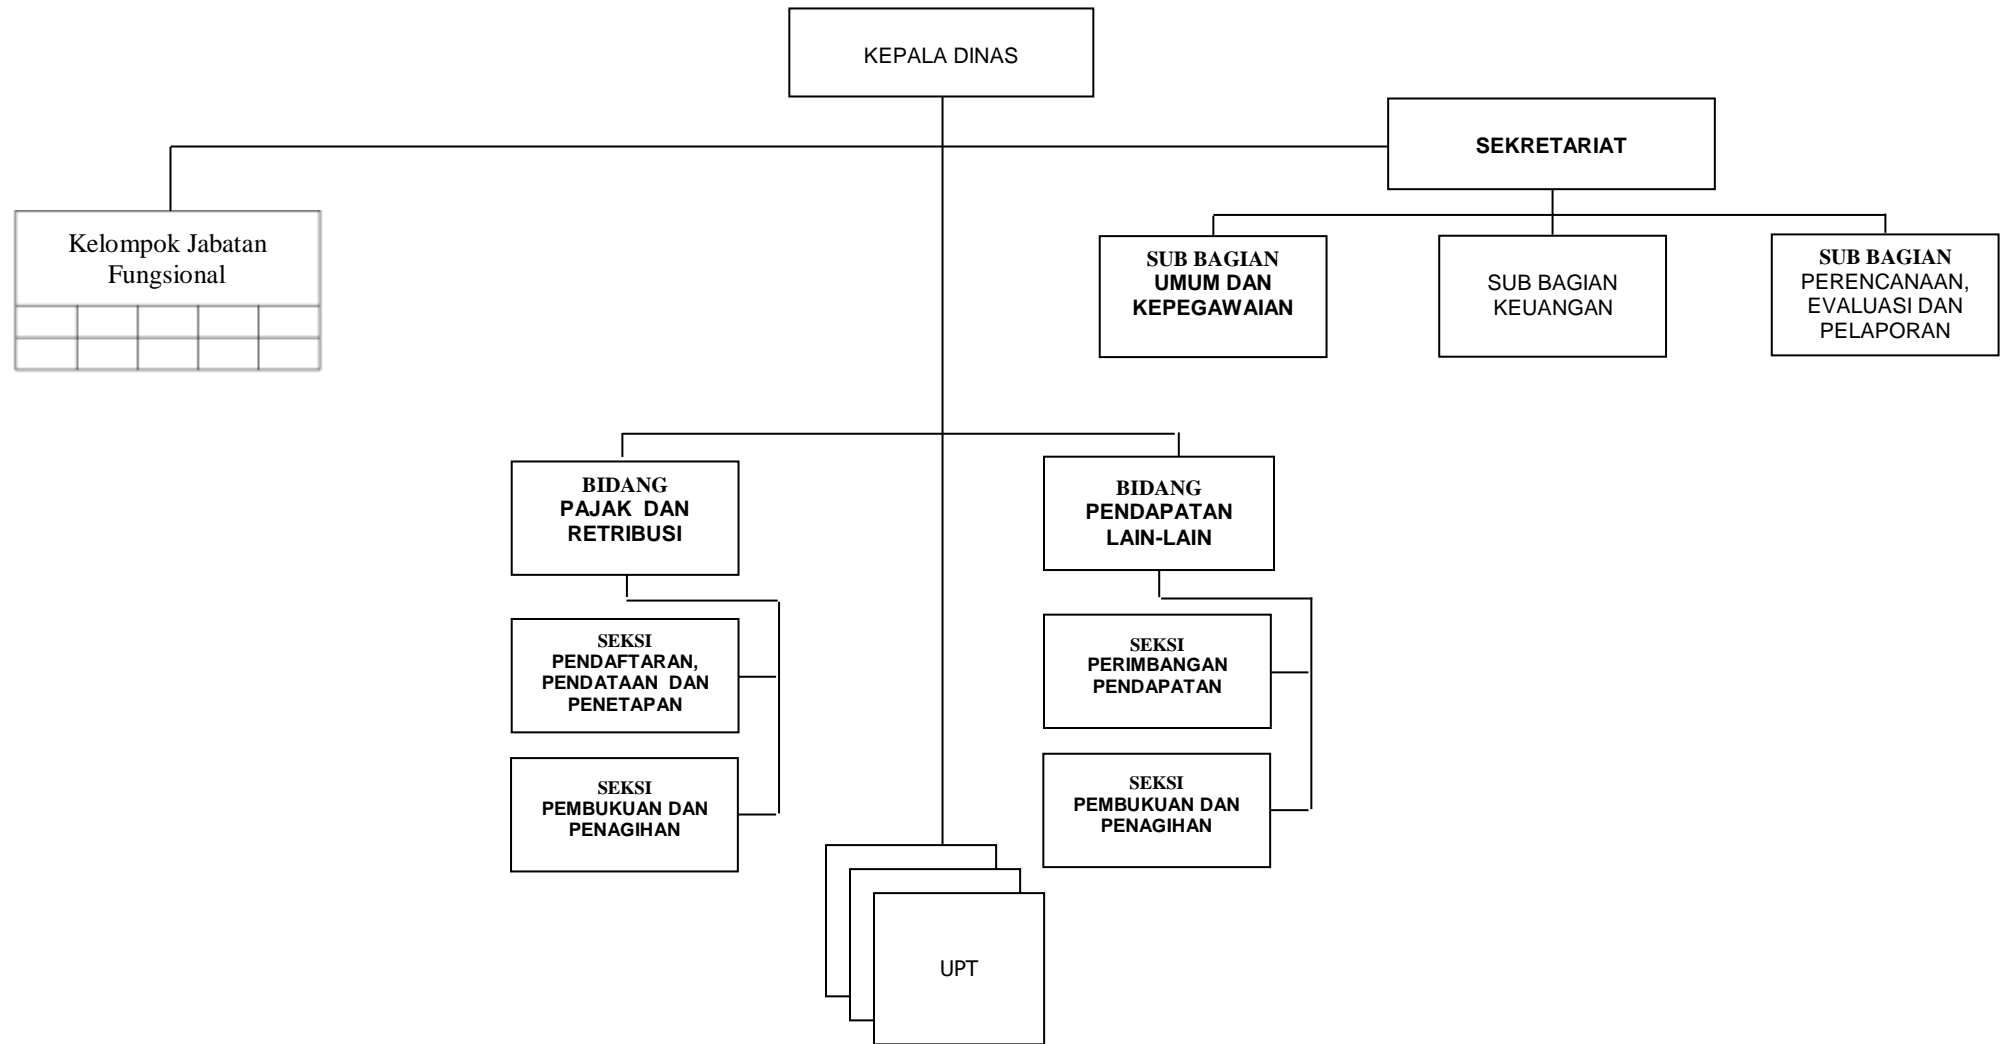 KEPALA DINAS
SEKRETARIAT
Kelompok Jabatan
Fungsional
SUB BAGIAN
UMUM DAN
KEPEGAWAIAN
SUB BAGIAN
KEUANGAN
SUB BAGIAN
PERENCANAAN,
EVALUASI DAN
PELAPORAN
BIDANG
PAJAK DAN
RETRIBUSI
BIDANG
PENDAPATAN
LAIN-LAIN
SEKSI
PENDAFTARAN,
PENDATAAN DAN
PENETAPAN
SEKSI
PERIMBANGAN
PENDAPATAN
SEKSI
PEMBUKUAN DAN
PENAGIHAN
SEKSI
PEMBUKUAN DAN
PENAGIHAN
UPT